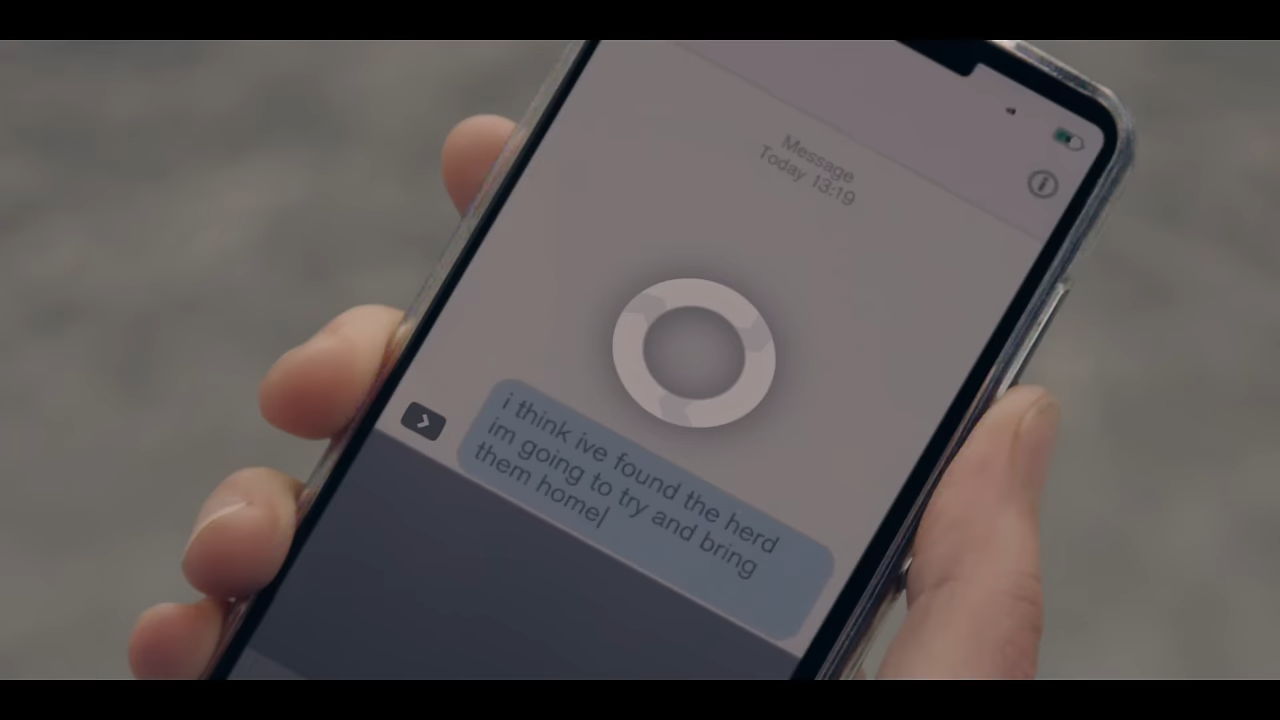 Message
Today 13:19
i think ive found the herd
im going to try and bring
them home